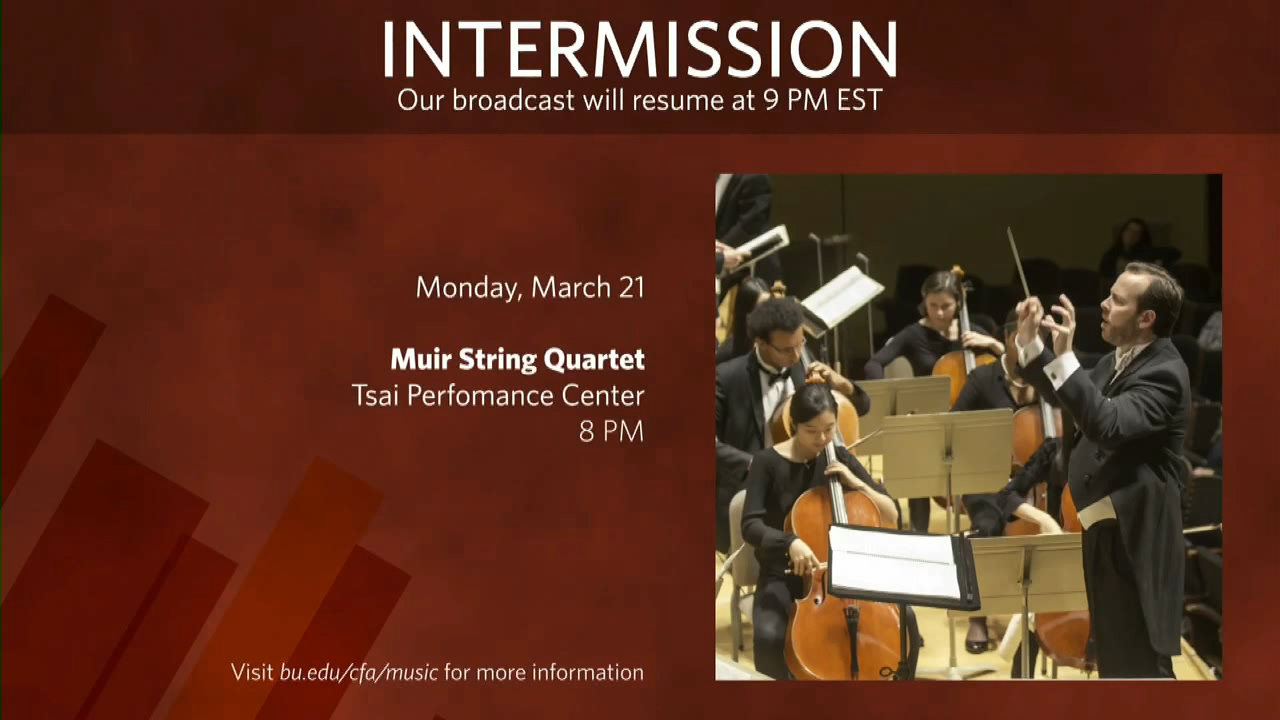 INTERMISSION
Our broadcast will resume at 9 PM EST
Monday, March 21
Muir String Quartet
Tsai Perfomance Center
8 PM
Visit bu.edu/cfa/music for more information